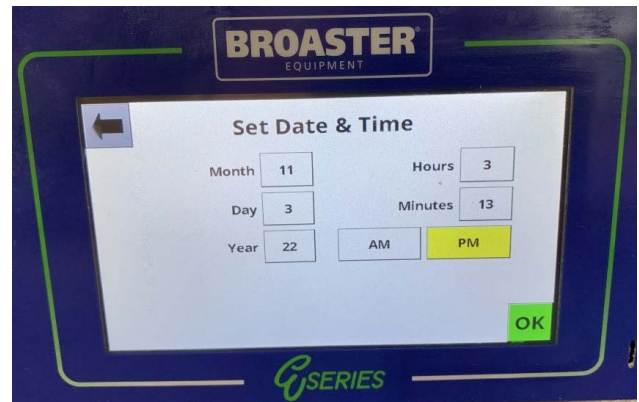 BROASTER®
EQUIPMENT
Set Date & Time
Month 11 Hours 3
Day 3 Minutes 13
Year 22 AM PM
OK
E SERIES